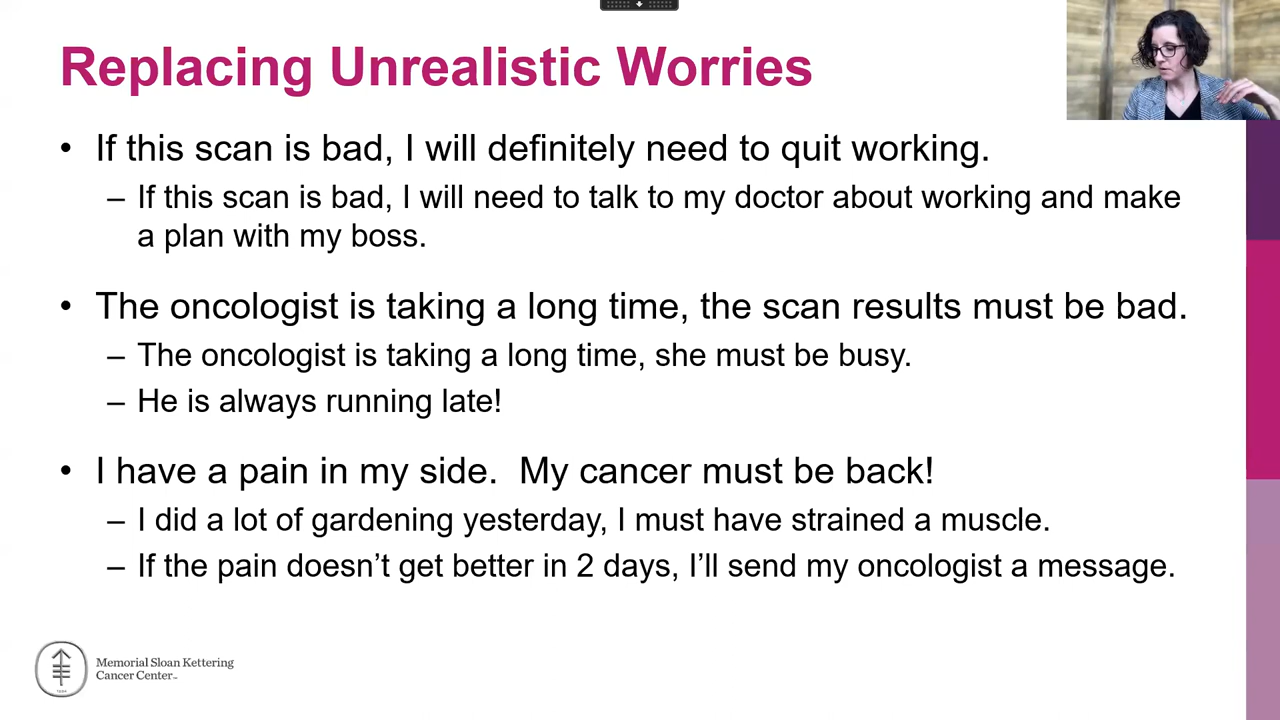 Replacing Unrealistic Worries
• If this scan is bad, I will definitely need to quit working.
– If this scan is bad, I will need to talk to my doctor about working and make
a plan with my boss.
• The oncologist is taking a long time, the scan results must be bad.
– The oncologist is taking a long time, she must be busy.
– He is always running late!
• I have a pain in my side.  My cancer must be back!
– I did a lot of gardening yesterday, I must have strained a muscle.
– If the pain doesn’t get better in 2 days, I’ll send my oncologist a message.
Memorial Sloan Kettering
Cancer Center